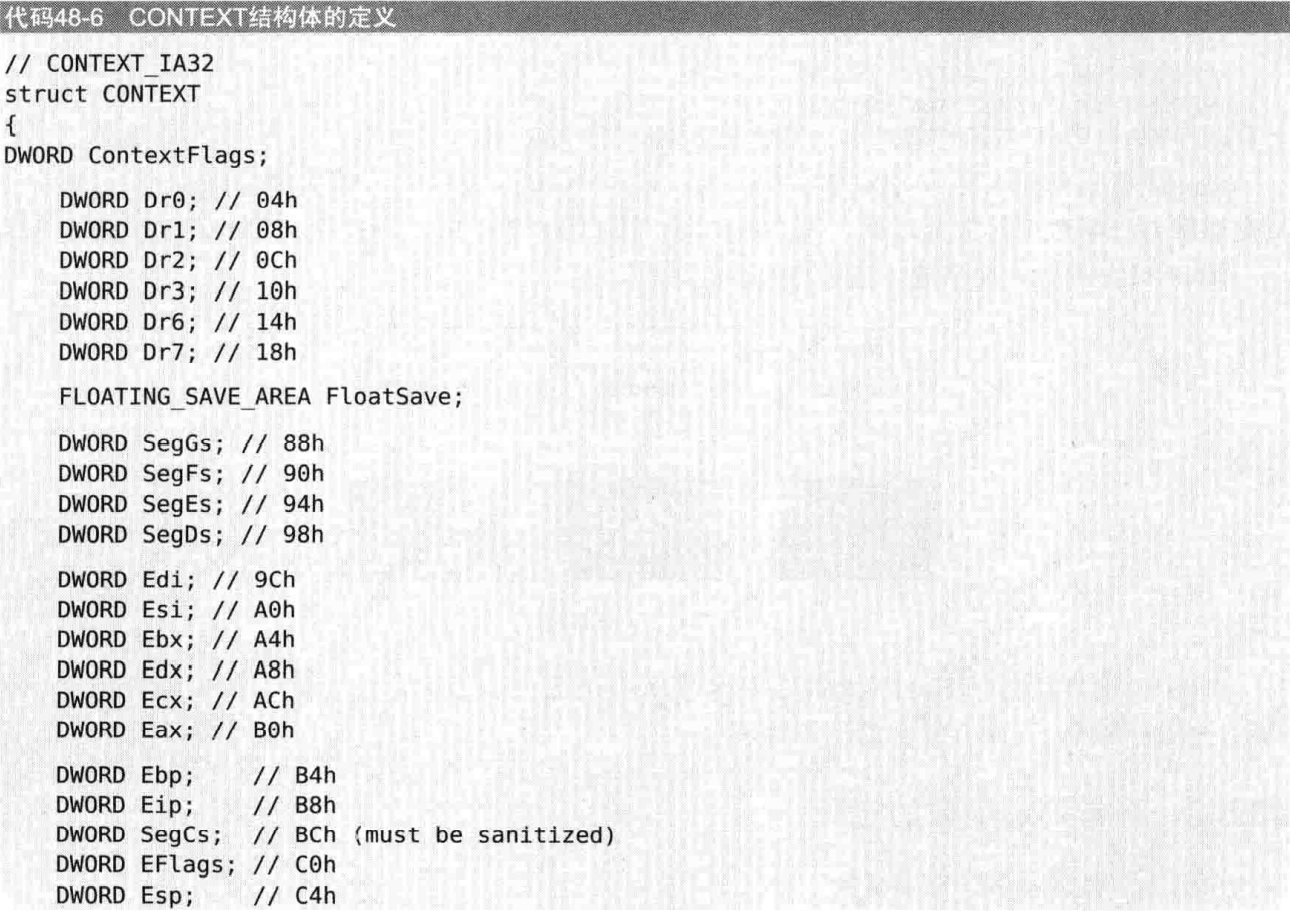 代码48-6 CONTEXT结构体的定义
// CONTEXT_IA32
struct CONTEXT
{
DWORD ContextFlags;
DWORD Dr0; // 04h
DWORD Dr1; // 08h
DWORD Dr2; // 0Ch
DWORD Dr3; // 10h
DWORD Dr6; // 14h
DWORD Dr7; // 18h
FLOATING_SAVE_AREA FloatSave;
DWORD SegGs; // 88h
DWORD SegFs; // 90h
DWORD SegEs; // 94h
DWORD SegDs; // 98h
DWORD Edi; // 9Ch
DWORD Esi; // A0h
DWORD Ebx; // A4h
DWORD Edx; // A8h
DWORD Ecx; // ACh
DWORD Eax; // B0h
DWORD Ebp; // B4h
DWORD Eip; // B8h
DWORD SegCs; // BCh (must be sanitized)
DWORD EFlags; // C0h
DWORD Esp; // C4h